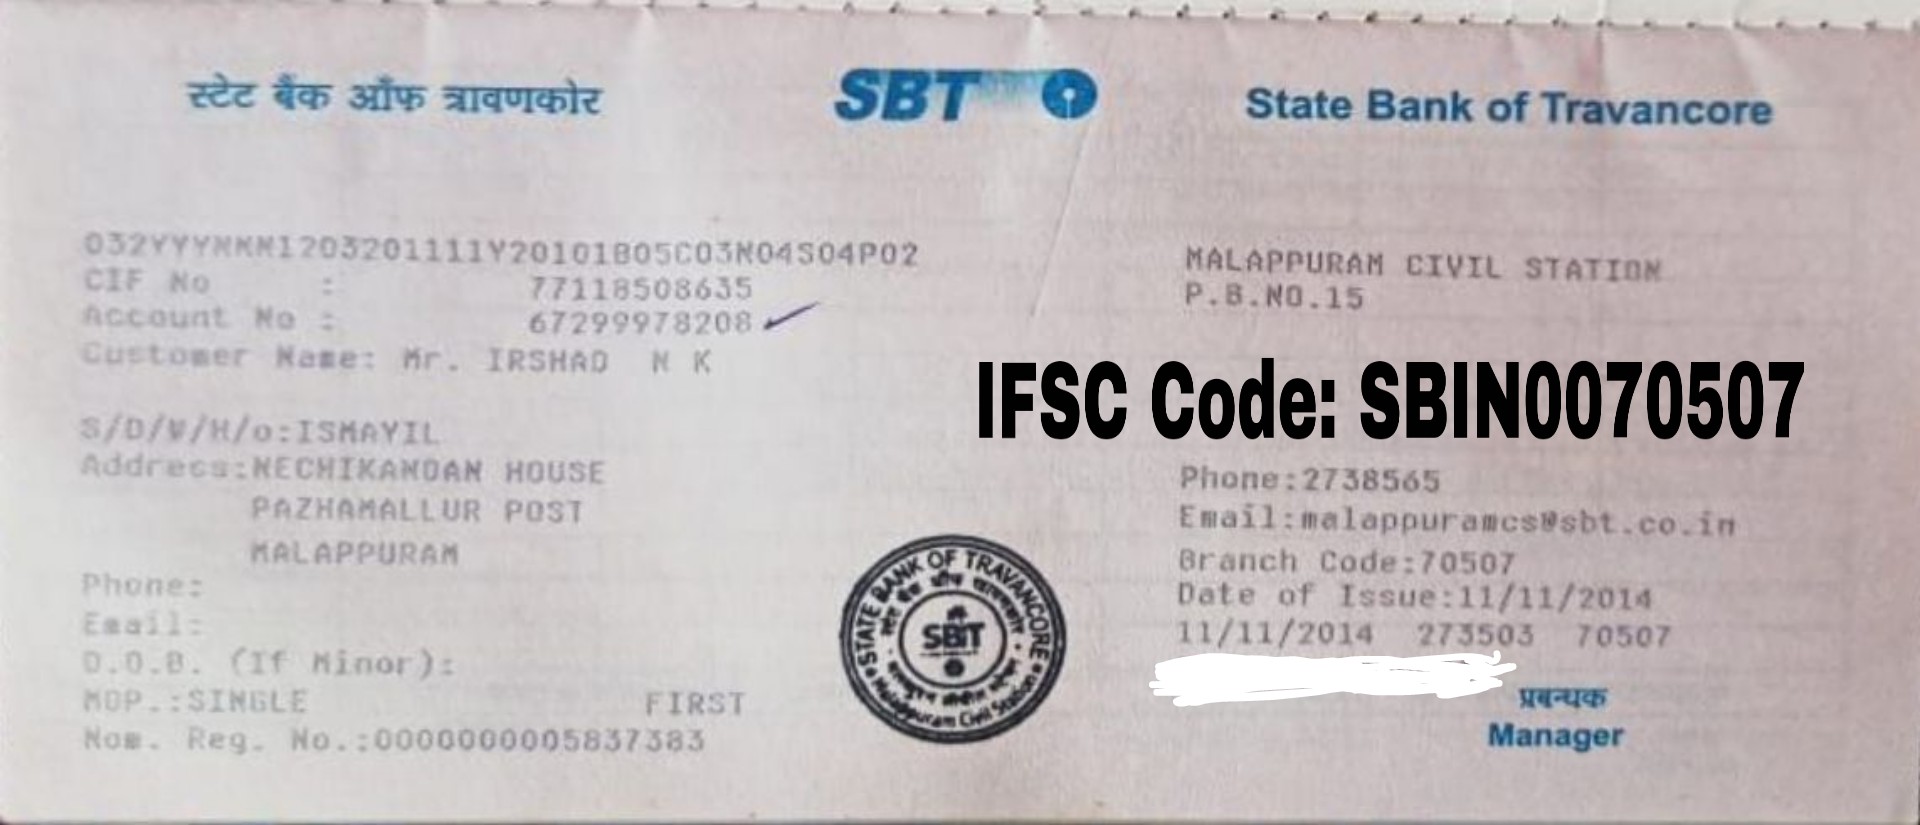 स्टेट बैंक ऑफ त्रावणकोर
SBT
State Bank of Travancore
032YYYNNN1203201111Y20101B05C03N04S04P02
CIF No : 77118508635
Account No : 67299978208
Customer Name: Mr. IRSHAD N K
S/D/W/H/o:ISMAYIL
Address:NECHIKANDAN HOUSE
PAZHAMALLUR POST
MALAPPURAM
Phone:
Email:
D.O.B. (If Minor):
MOP.:SINGLE FIRST
Nom. Reg. No.:0000000005837383
STATE BANK OF TRAVANCORE
SBT
Malappuram Civil Station
MALAPPURAM CIVIL STATION
P.B.NO.15
IFSC Code: SBIN0070507
Phone:2738565
Email:malappuramcs@sbt.co.in
Branch Code:70507
Date of Issue:11/11/2014
11/11/2014 273503 70507
प्रबन्धक
Manager